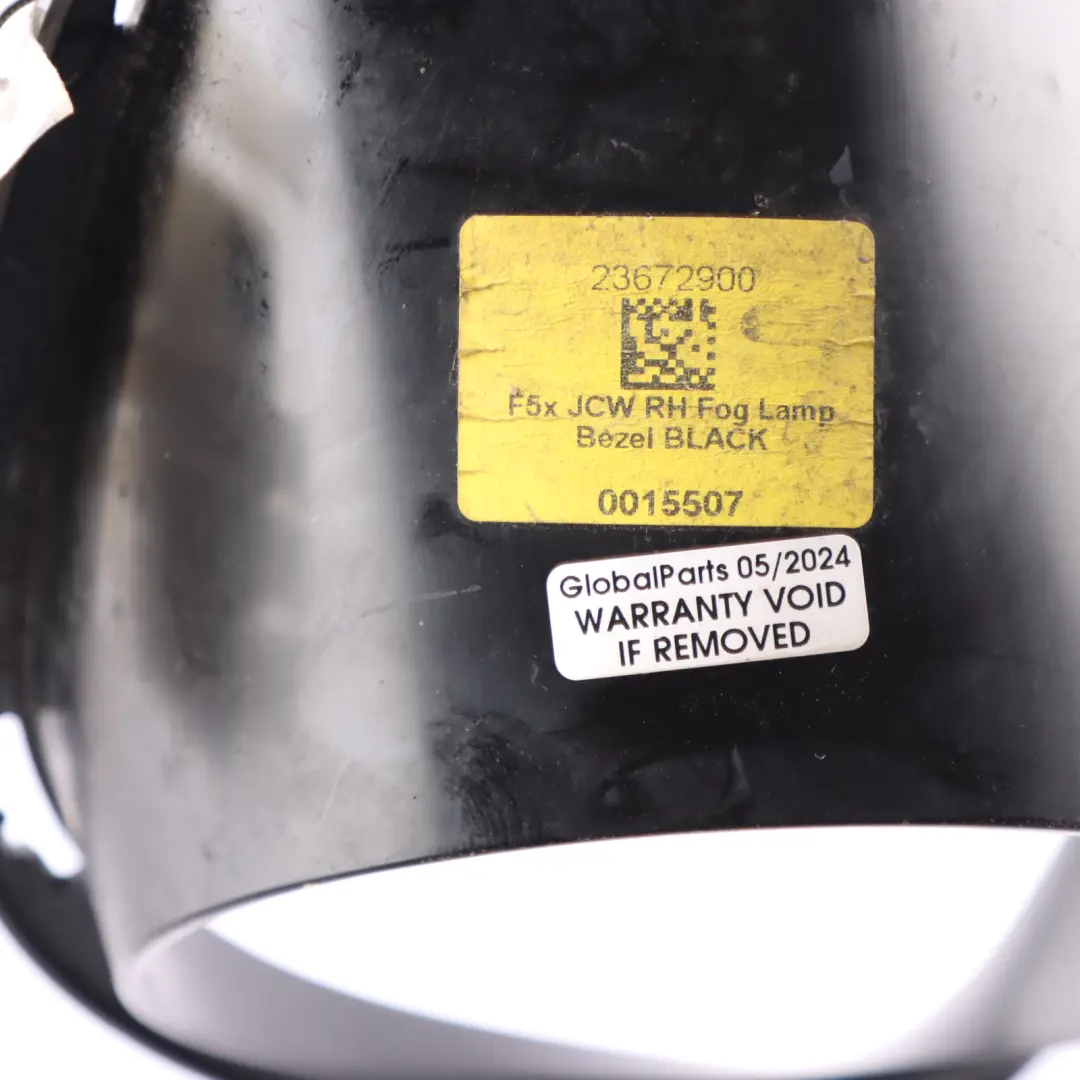 23672900
F5x JCW RH Fog Lamp
Bezel BLACK
0015507
GlobalParts 05/2024
WARRANTY VOID
IF REMOVED